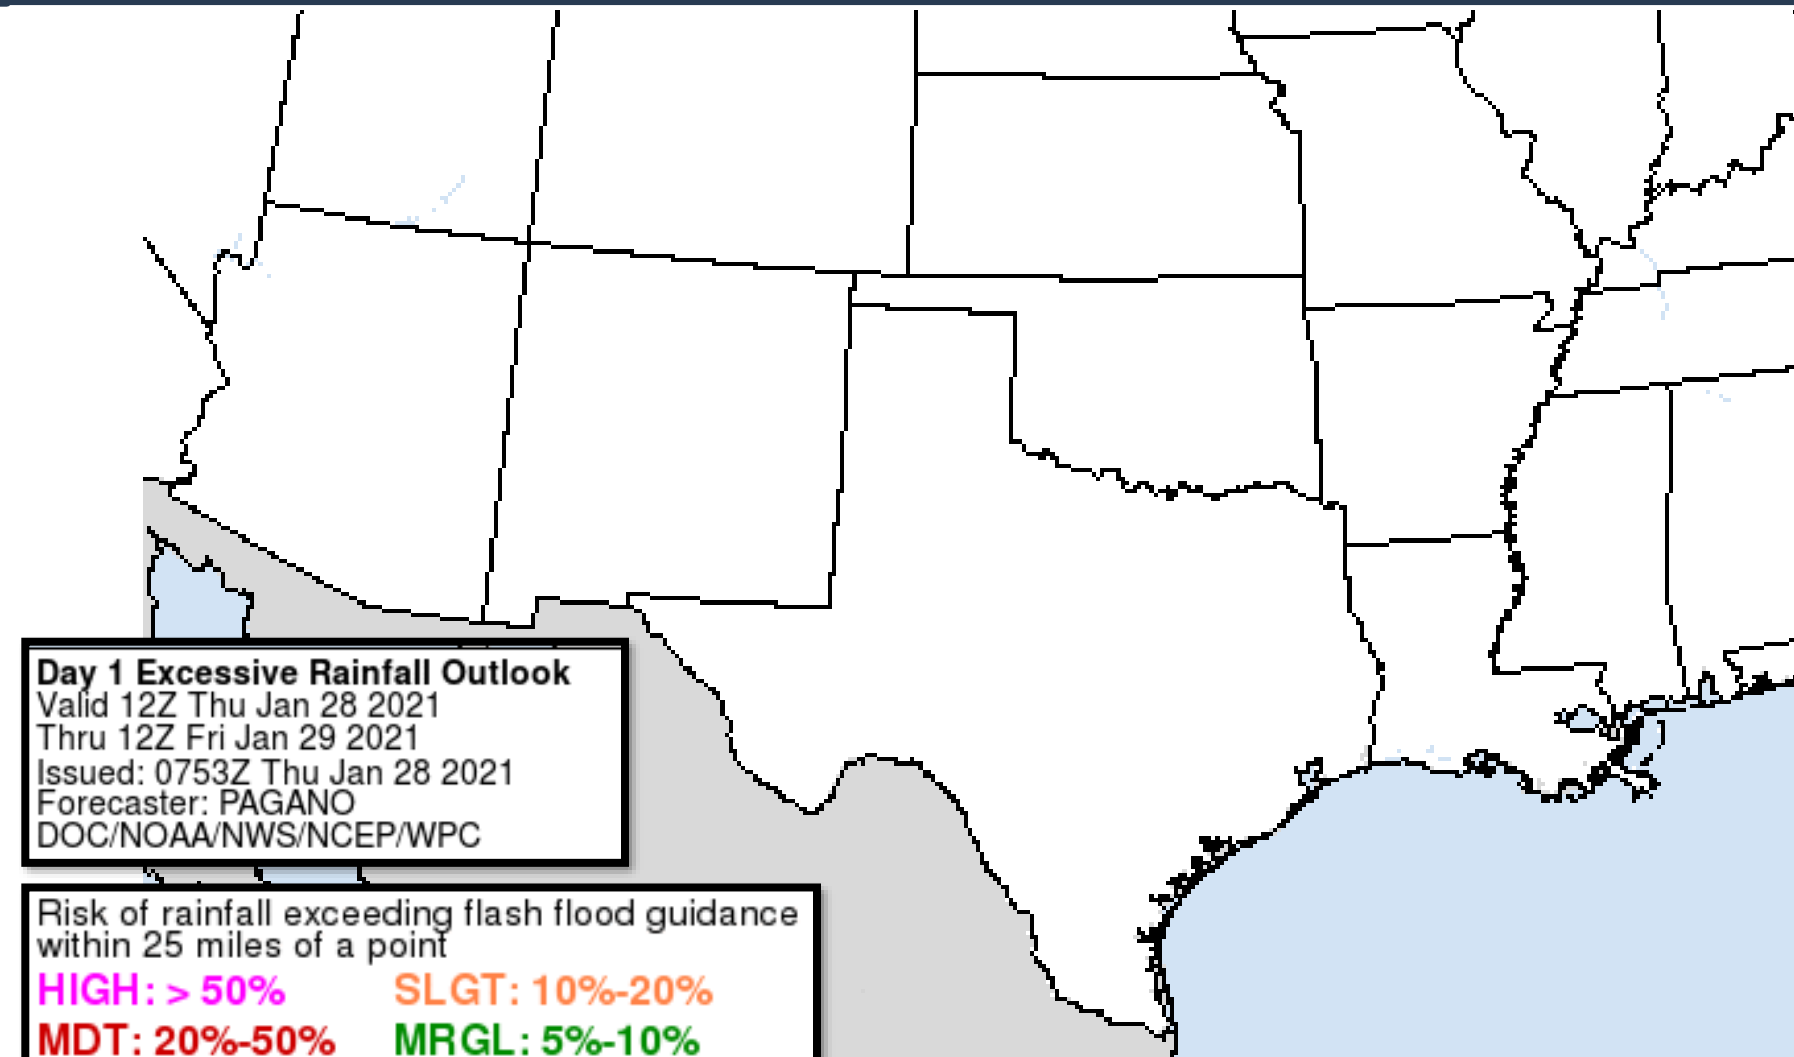 Day 1 Excessive Rainfall Outlook
Valid 12Z Thu Jan 28 2021
Thru 12Z Fri Jan 29 2021
Issued: 0753Z Thu Jan 28 2021
Forecaster: PAGANO
DOC/NOAA/NWS/NCEP/WPC
Risk of rainfall exceeding flash flood guidance
within 25 miles of a point
HIGH: > 50% SLGT: 10%-20%
MDT: 20%-50% MRGL: 5%-10%